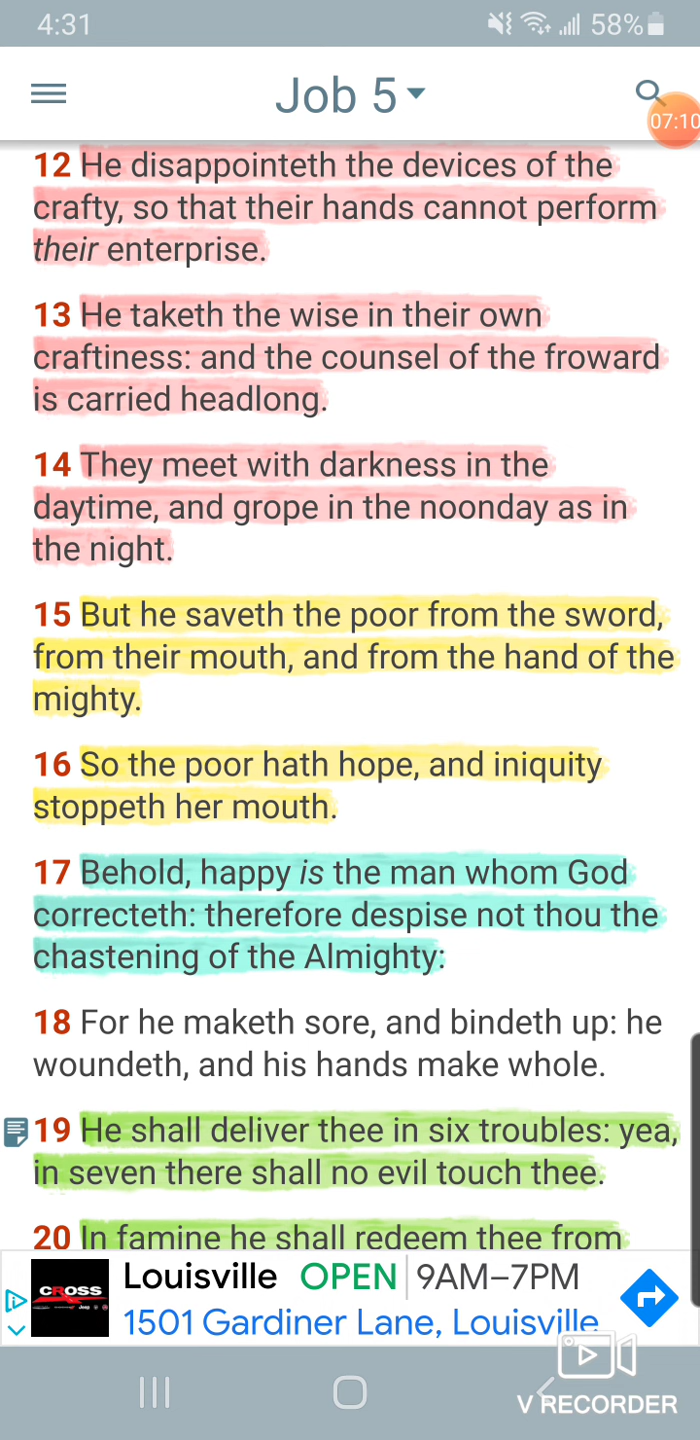 4:31 58%
Job 5
07:10
12 He disappointeth the devices of the
crafty, so that their hands cannot perform
their enterprise.
13 He taketh the wise in their own
craftiness: and the counsel of the froward
is carried headlong.
14 They meet with darkness in the
daytime, and grope in the noonday as in
the night.
15 But he saveth the poor from the sword,
from their mouth, and from the hand of the
mighty.
16 So the poor hath hope, and iniquity
stoppeth her mouth.
17 Behold, happy is the man whom God
correcteth: therefore despise not thou the
chastening of the Almighty:
18 For he maketh sore, and bindeth up: he
woundeth, and his hands make whole.
19 He shall deliver thee in six troubles: yea,
in seven there shall no evil touch thee.
20 In famine he shall redeem thee from
CROSS
Louisville OPEN 9AM–7PM
1501 Gardiner Lane, Louisville
V RECORDER